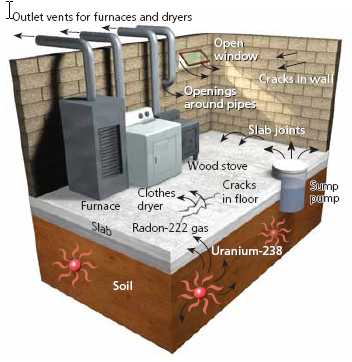 Outlet vents for furnaces and dryers
Open
window
Cracks in wall
Openings
around pipes
Slab joints
Wood stove
Clothes
dryer
Cracks
in floor
Sump
pump
Furnace
Slab
Radon-222 gas
Uranium-238
Soil